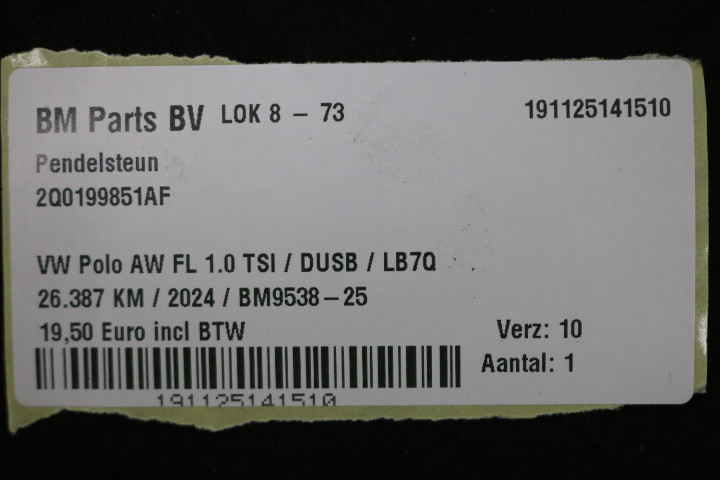 BM Parts BV LOK 8 - 73 191125141510
Pendelsteun
2Q0199851AF
VW Polo AW FL 1.0 TSI / DUSB / LB7Q
26.387 KM / 2024 / BM9538-25
19,50 Euro incl BTW Verz: 10
Aantal: 1
191125141510